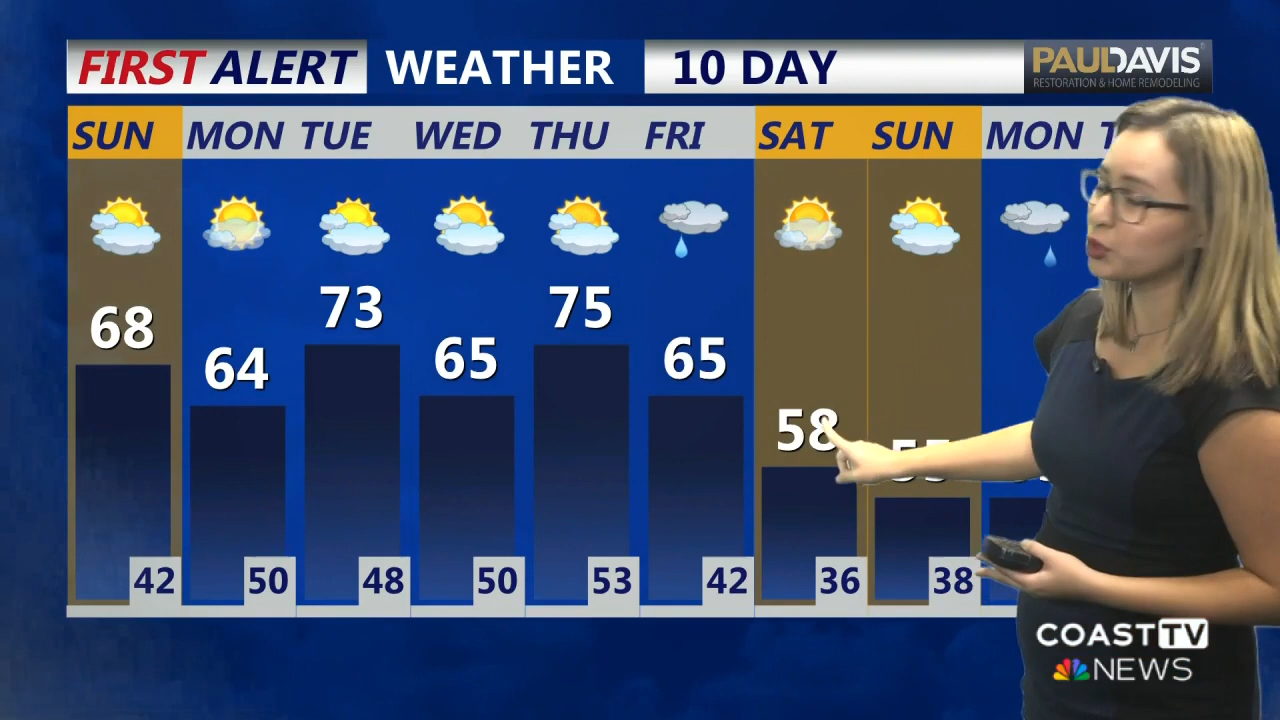 FIRST ALERT WEATHER 10 DAY PAUL DAVIS
RESTORATION & HOME REMODELING
SUN MON TUE WED THU FRI SAT SUN MON
68 64 73 65 75 65 58
42 50 48 50 53 42 36 38
COAST TV
NEWS